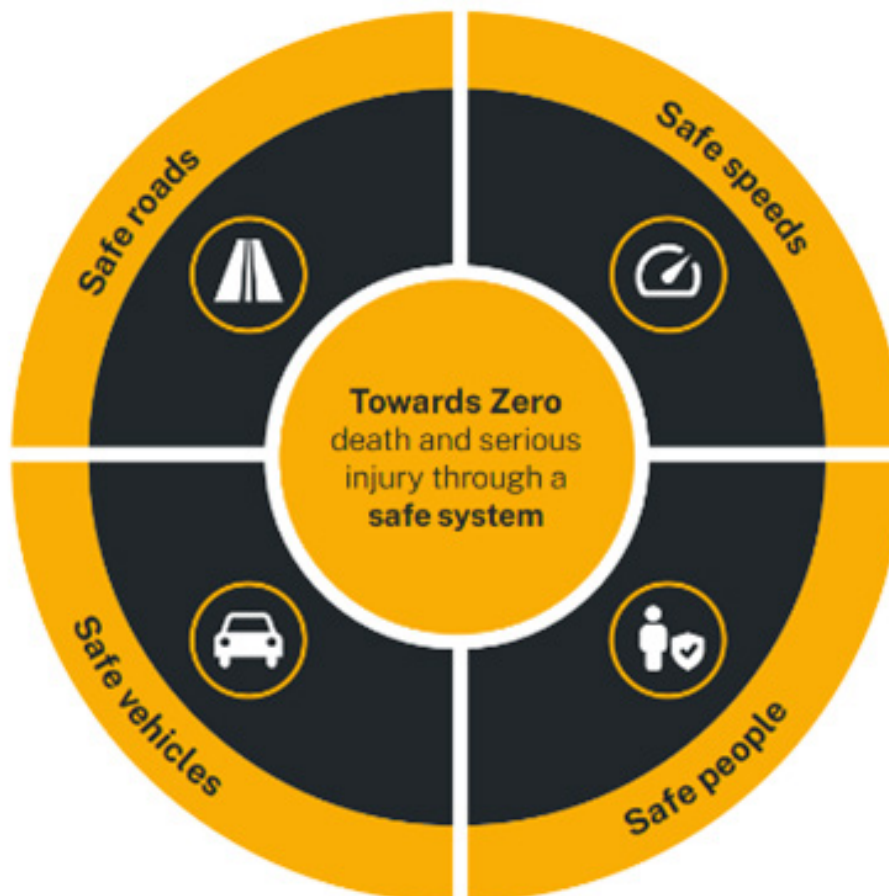 Safe roads
Safe speeds
Towards Zero
death and serious
injury through a
safe system
Safe vehicles
Safe people